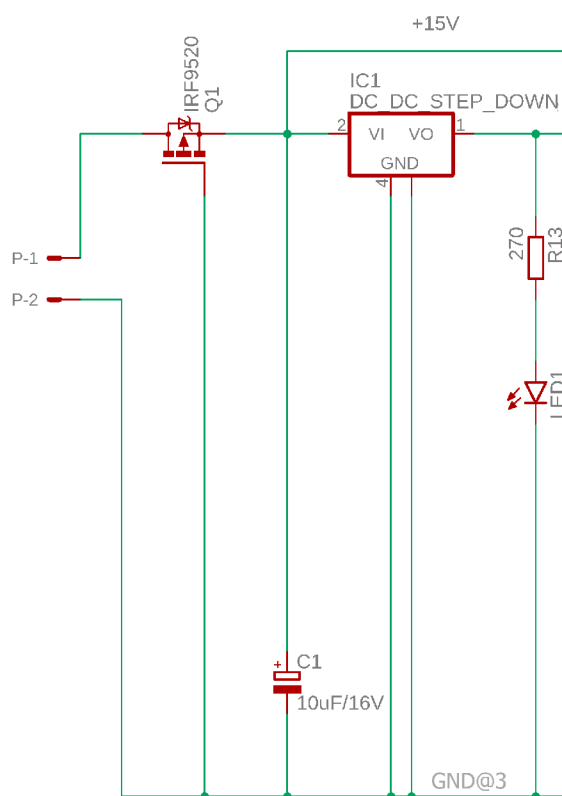 +15V
IRF9520
Q1
IC1
DC_DC_STEP_DOWN
2
VI
VO
1
GND
4
P-1
P-2
270
R13
LED1
+
C1
10uF/16V
GND@3